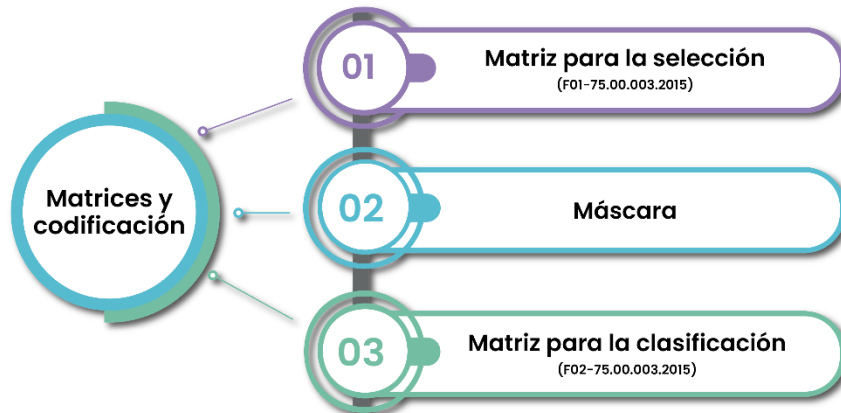 Matrices y
codificación
01
Matriz para la selección
(F01-75.00.003.2015)
02
Máscara
03
Matriz para la clasificación
(F02-75.00.003.2015)